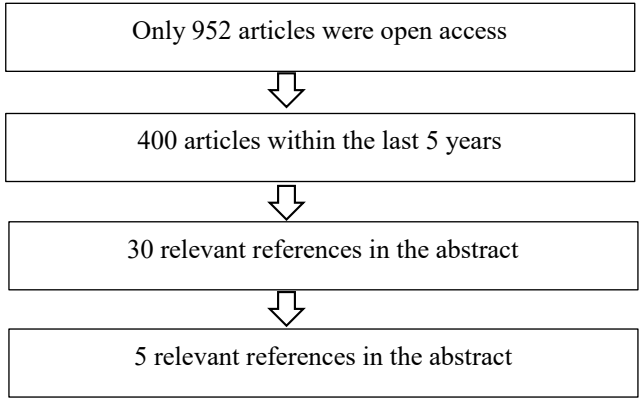 Only 952 articles were open access
400 articles within the last 5 years
30 relevant references in the abstract
5 relevant references in the abstract